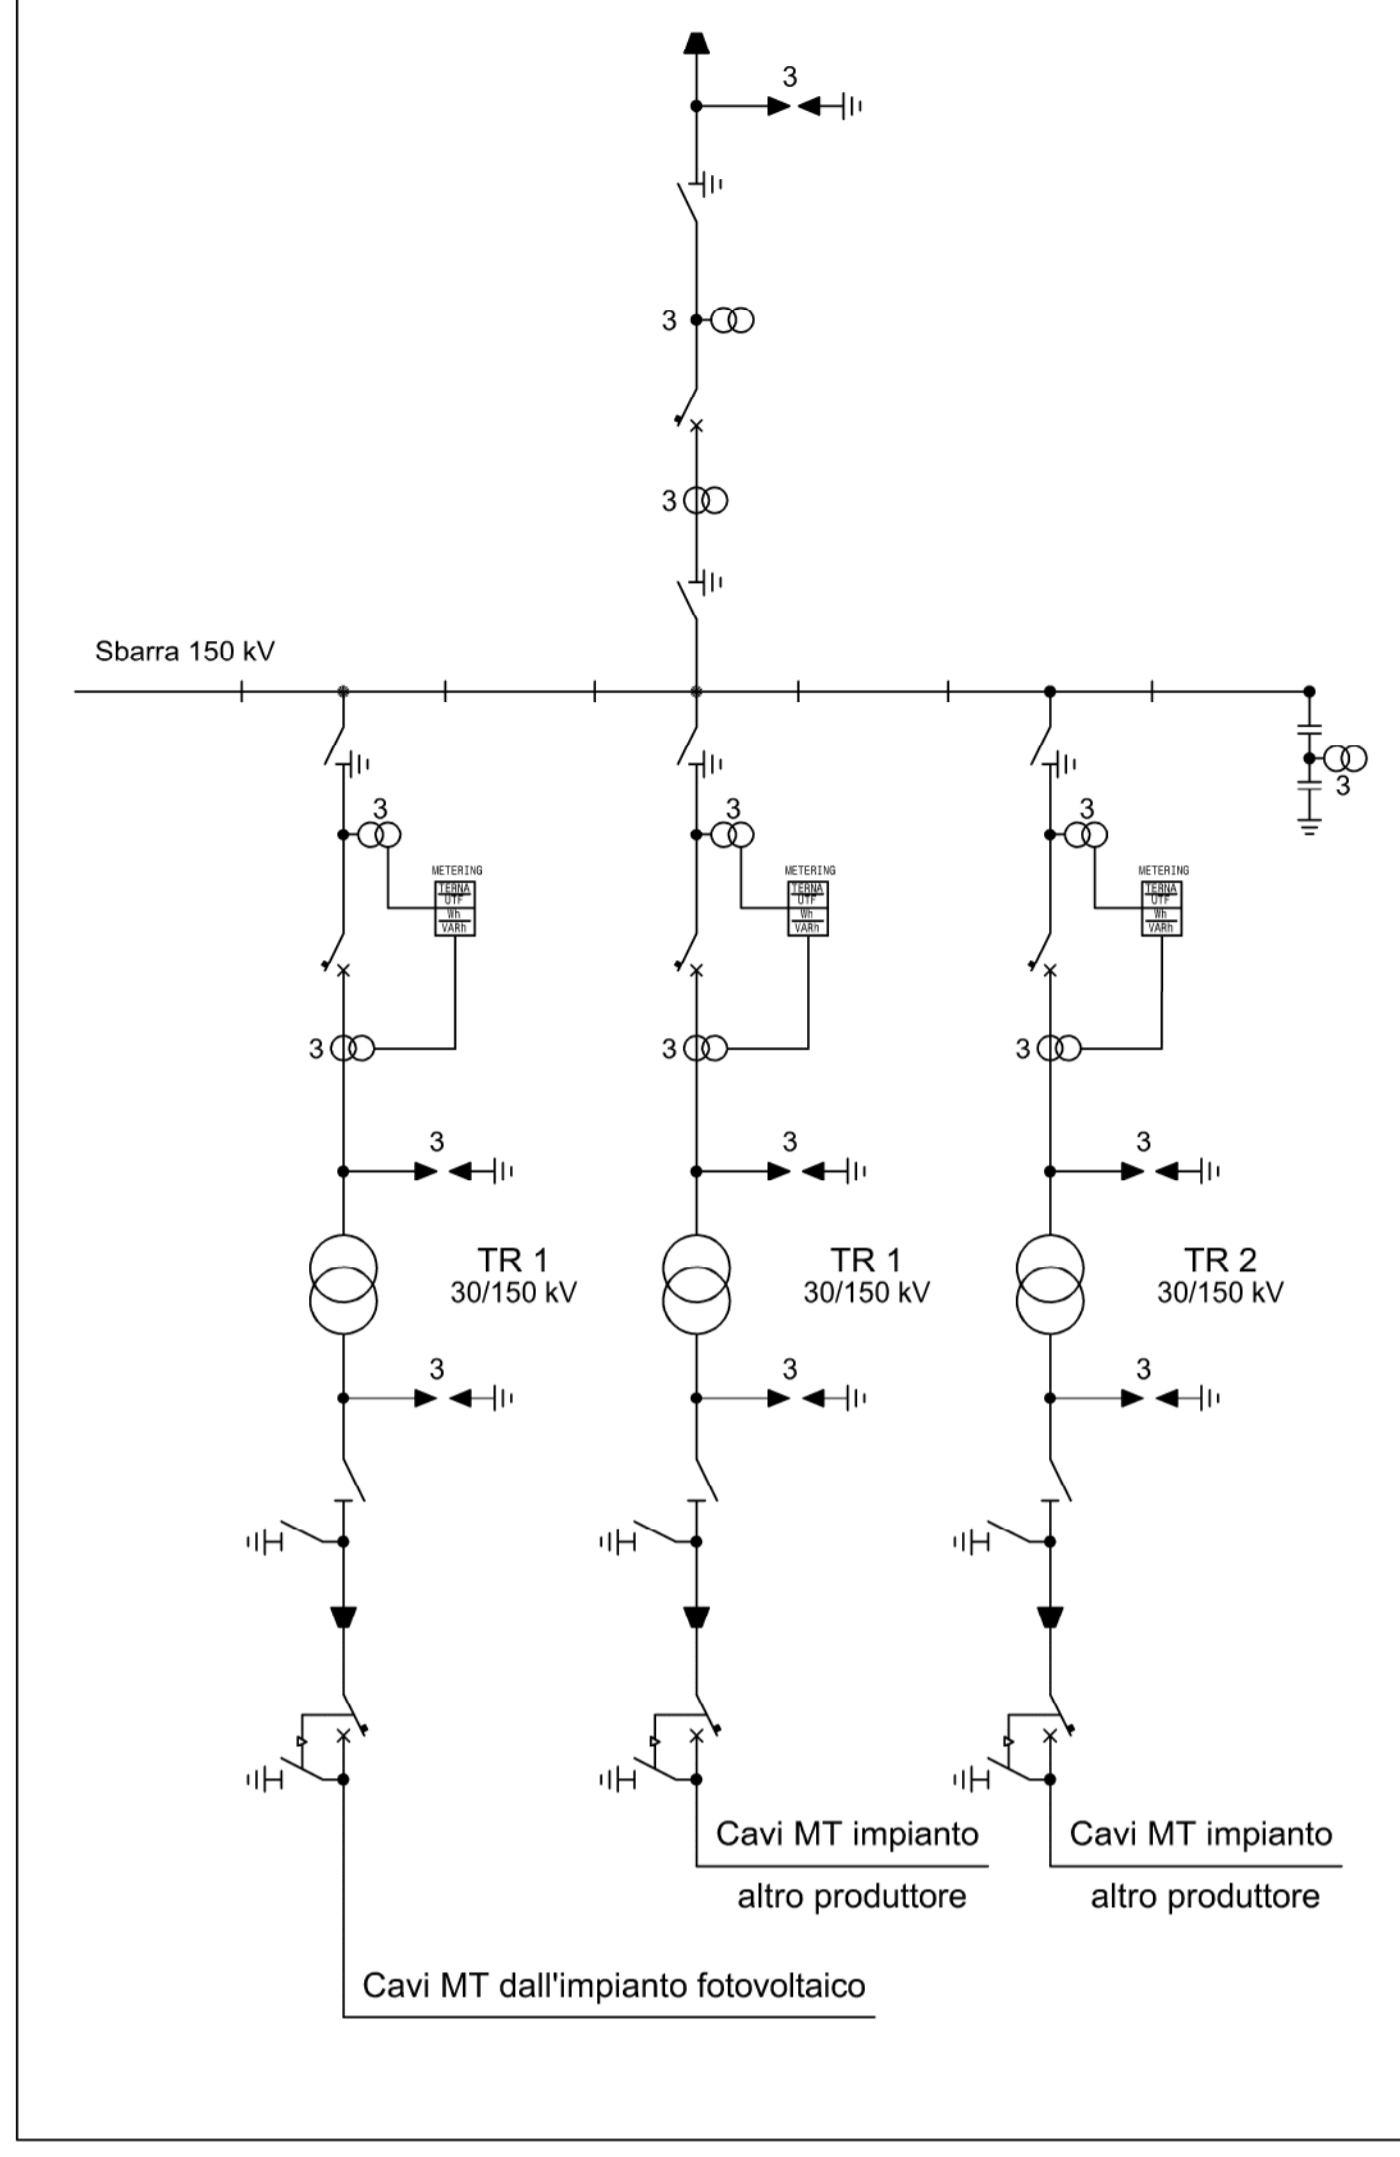 3
3
3
Sbarra 150 kV
3
3
3
3
METERING
METERING
METERING
TERNA
UTF
Wh
VARh
TERNA
UTF
Wh
VARh
TERNA
UTF
Wh
VARh
3
3
3
3
3
3
TR 1
30/150 kV
TR 1
30/150 kV
TR 2
30/150 kV
3
3
3
Cavi MT impianto
altro produttore
Cavi MT impianto
altro produttore
Cavi MT dall'impianto fotovoltaico